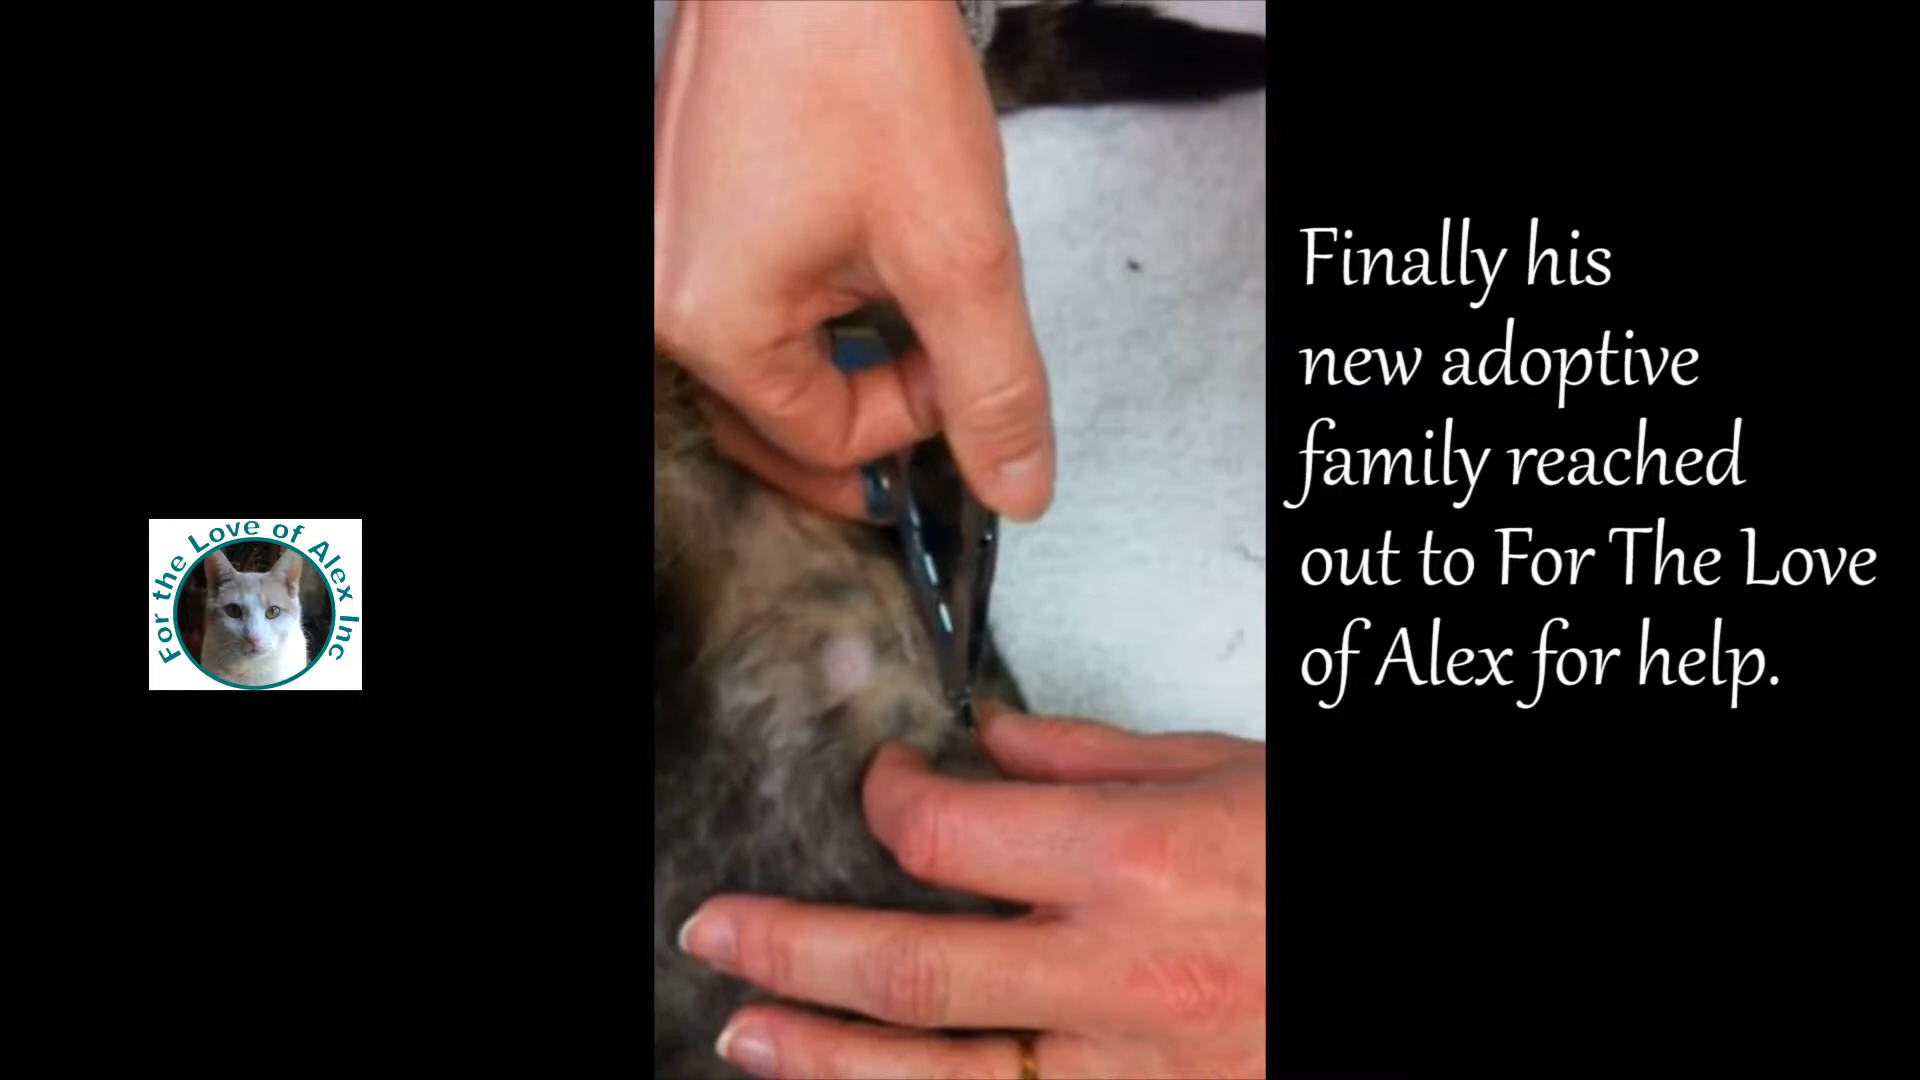 For the Love of Alex Inc
Finally his
new adoptive
family reached
out to For The Love
of Alex for help.